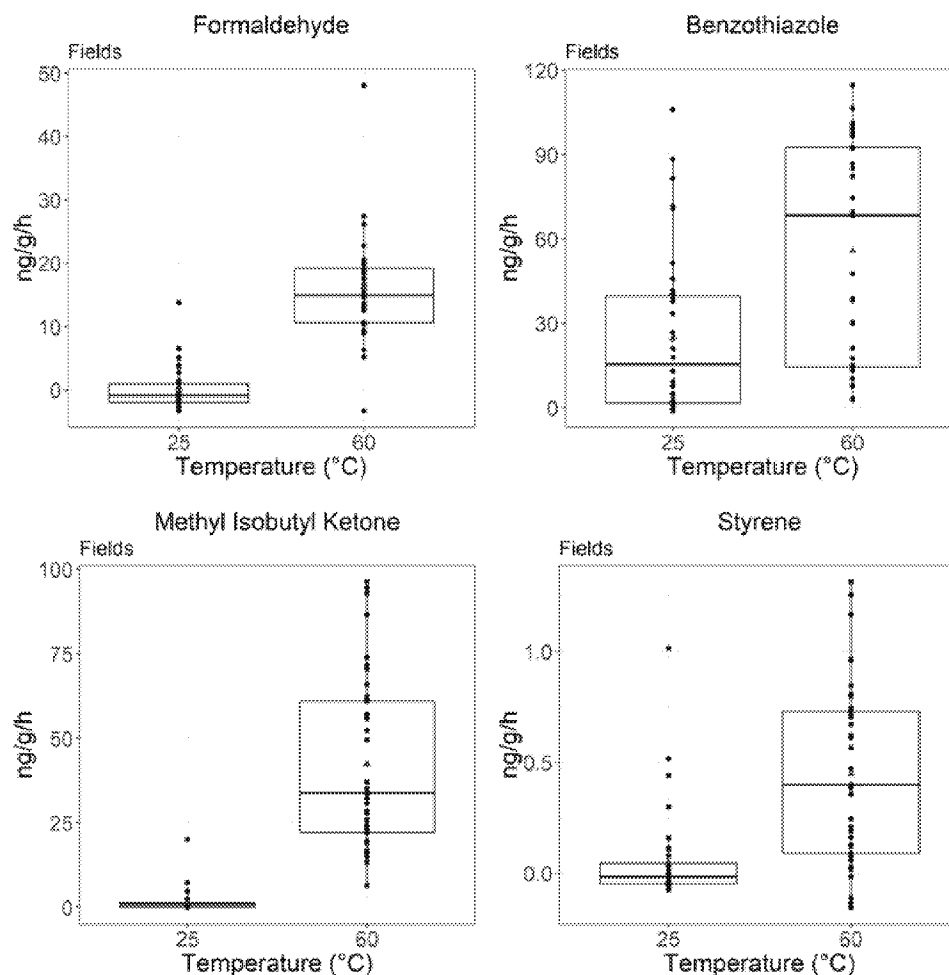 Formaldehyde
Fields
50
40
30
20
10
0
ng/g/h
25 60
Temperature (°C)
Benzothiazole
Fields
120
90
60
30
0
ng/g/h
25 60
Temperature (°C)
Methyl Isobutyl Ketone
Fields
100
75
50
25
0
ng/g/h
25 60
Temperature (°C)
Styrene
Fields
1.0
0.5
0.0
ng/g/h
25 60
Temperature (°C)